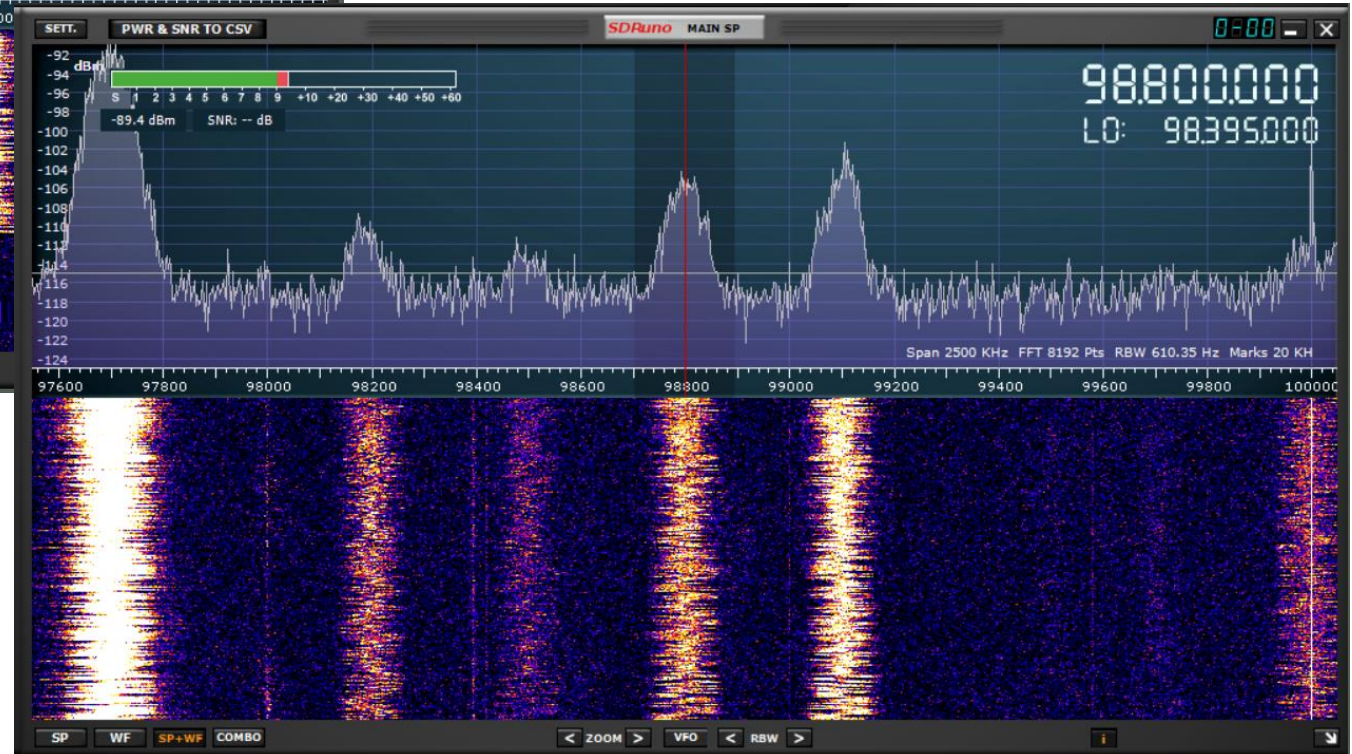 00
SETT. PWR & SNR TO CSV SDRuno MAIN SP 0-00
-92 dBm
-94
-96
-98
-100
-102
-104
-106
-108
-110
-112
-114
-116
-118
-120
-122
-124
S 1 2 3 4 5 6 7 8 9 +10 +20 +30 +40 +50 +60
-89.4 dBm SNR: -- dB
98.800.000
LO: 98.395.000
Span 2500 KHz FFT 8192 Pts RBW 610.35 Hz Marks 20 KH
97600 97800 98000 98200 98400 98600 98800 99000 99200 99400 99600 99800 100000
SP WF SP+WF COMBO < ZOOM > VFO < RBW > i